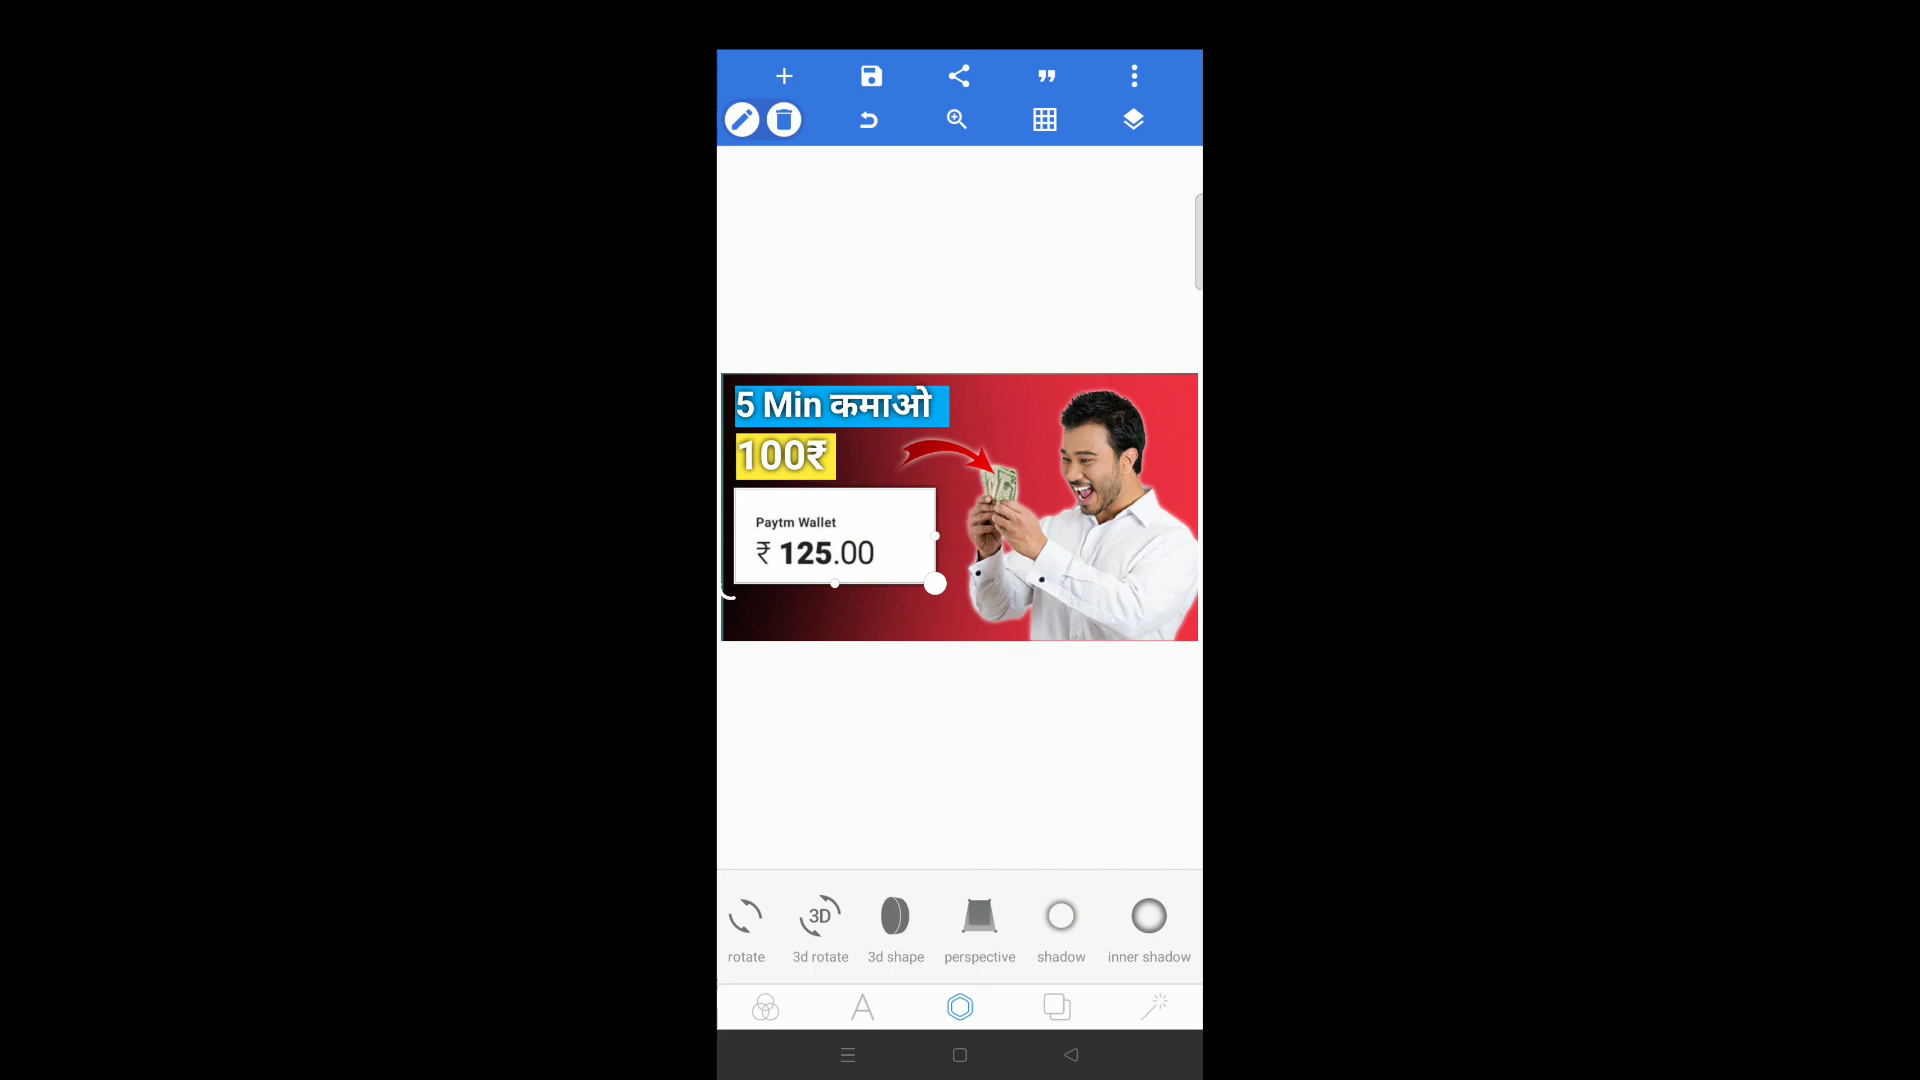 5 Min कमाओ
100₹
Paytm Wallet
₹ 125.00
3D
rotate
3d rotate
3d shape
perspective
shadow
inner shadow